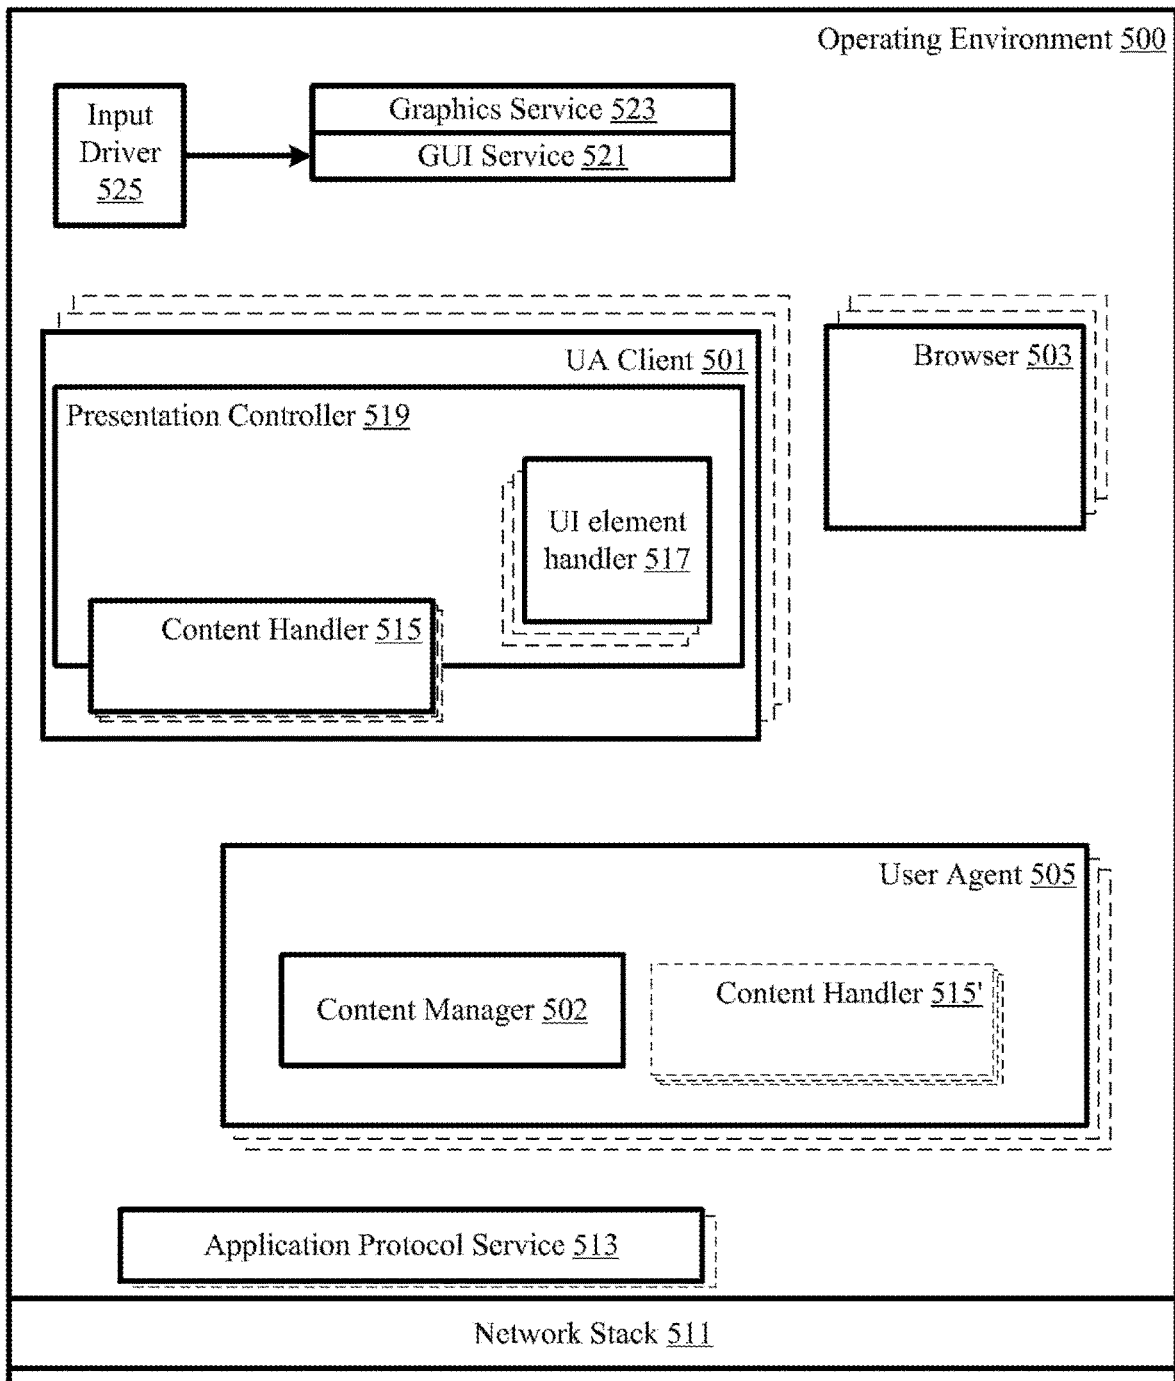 Operating Environment 500
Input
Driver
525
Graphics Service 523
GUI Service 521
UA Client 501
Browser 503
Presentation Controller 519
UI element
handler 517
Content Handler 515
User Agent 505
Content Manager 502
Content Handler 515'
Application Protocol Service 513
Network Stack 511